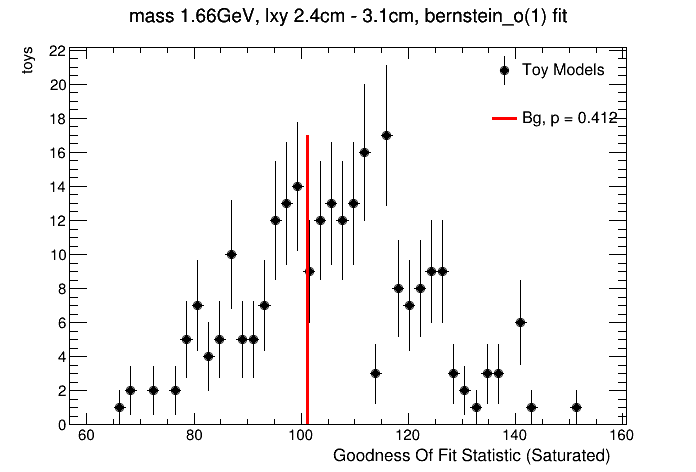 mass 1.66GeV, lxy 2.4cm - 3.1cm, bernstein_o(1) fit
toys
22
20
18
16
14
12
10
8
6
4
2
0
Toy Models
Bg, p = 0.412
60 80 100 120 140 160
Goodness Of Fit Statistic (Saturated)